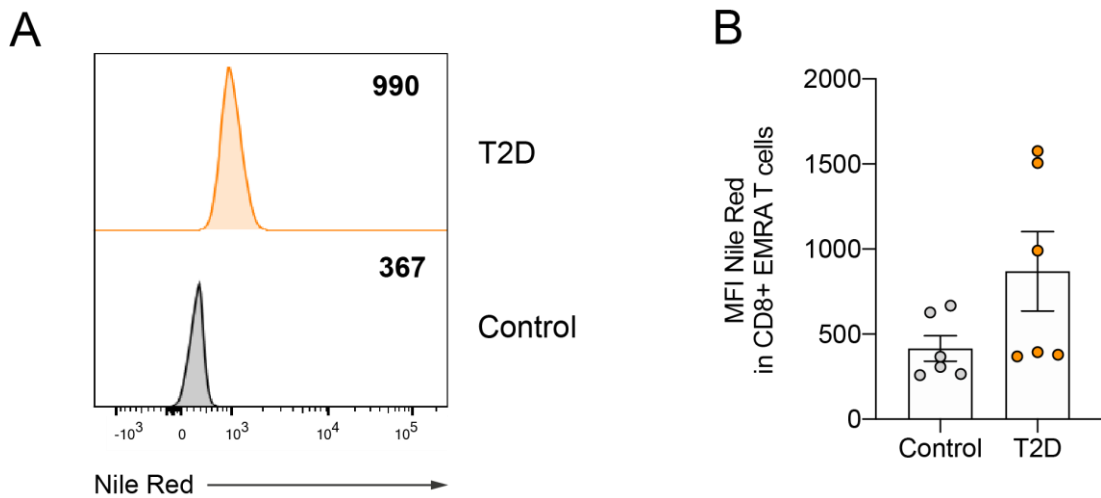 A
990
T2D
367
Control
-10³ 0 10³ 10⁴ 10⁵
Nile Red
B
MFI Nile Red
in CD8+ EMRA T cells
2000
1500
1000
500
0
Control T2D